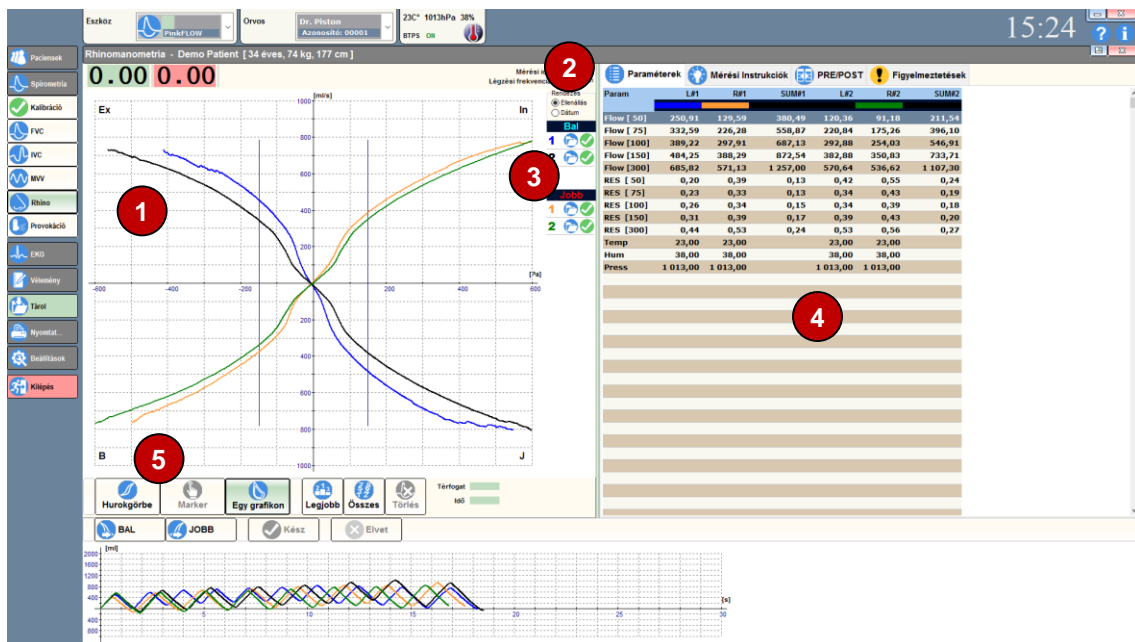 Eszköz
PinkFLOW
Orvos
Dr. Piston
Azonosító: 00001
23C° 1013hPa 38%
BTPS ON
15:24
Rhinomanometria - Demo Patient [ 34 éves, 74 kg, 177 cm ]
Paciensek
Spirometria
Kalibráció
FVC
IVC
MVV
Rhino
Provokáció
EKG
Vélemény
Tárol
Nyomtat...
Beállítások
Kilépés
0.00 0.00
Mérési
Légzési frekvenci
2
Rendezés
Ellenállás
Dátum
Bal
1
3
Jobb
1
2
Ex
In
[ml/s]
1000
800
600
400
200
[Pa]
-600 -400 -200 200 400 600
200
400
600
800
1000
B
J
1
5
Hurokgörbe
Marker
Egy grafikon
Legjobb
Összes
Törlés
Térfogat
Idő
Paraméterek
Mérési Instrukciók
PRE/POST
Figyelmeztetések
Param L#1 R#1 SUM#1 L#2 R#2 SUM#2
Flow [ 50] 250,91 129,59 380,49 120,36 91,18 211,54
Flow [ 75] 332,59 226,28 558,87 220,84 175,26 396,10
Flow [100] 389,22 297,91 687,13 292,88 254,03 546,91
Flow [150] 484,25 388,29 872,54 382,88 350,83 733,71
Flow [300] 685,82 571,13 1 257,00 570,64 536,62 1 107,30
RES [ 50] 0,20 0,39 0,13 0,42 0,55 0,24
RES [ 75] 0,23 0,33 0,13 0,34 0,43 0,19
RES [100] 0,26 0,34 0,15 0,34 0,39 0,18
RES [150] 0,31 0,39 0,17 0,39 0,43 0,20
RES [300] 0,44 0,53 0,24 0,53 0,56 0,27
Temp 23,00 23,00 23,00 23,00
Hum 38,00 38,00 38,00 38,00
Press 1 013,00 1 013,00 1 013,00 1 013,00
4
BAL
JOBB
Kész
Elvet
[ml]
2000
1600
1200
800
400
400
800
5 10 15 20 25 30
[s]